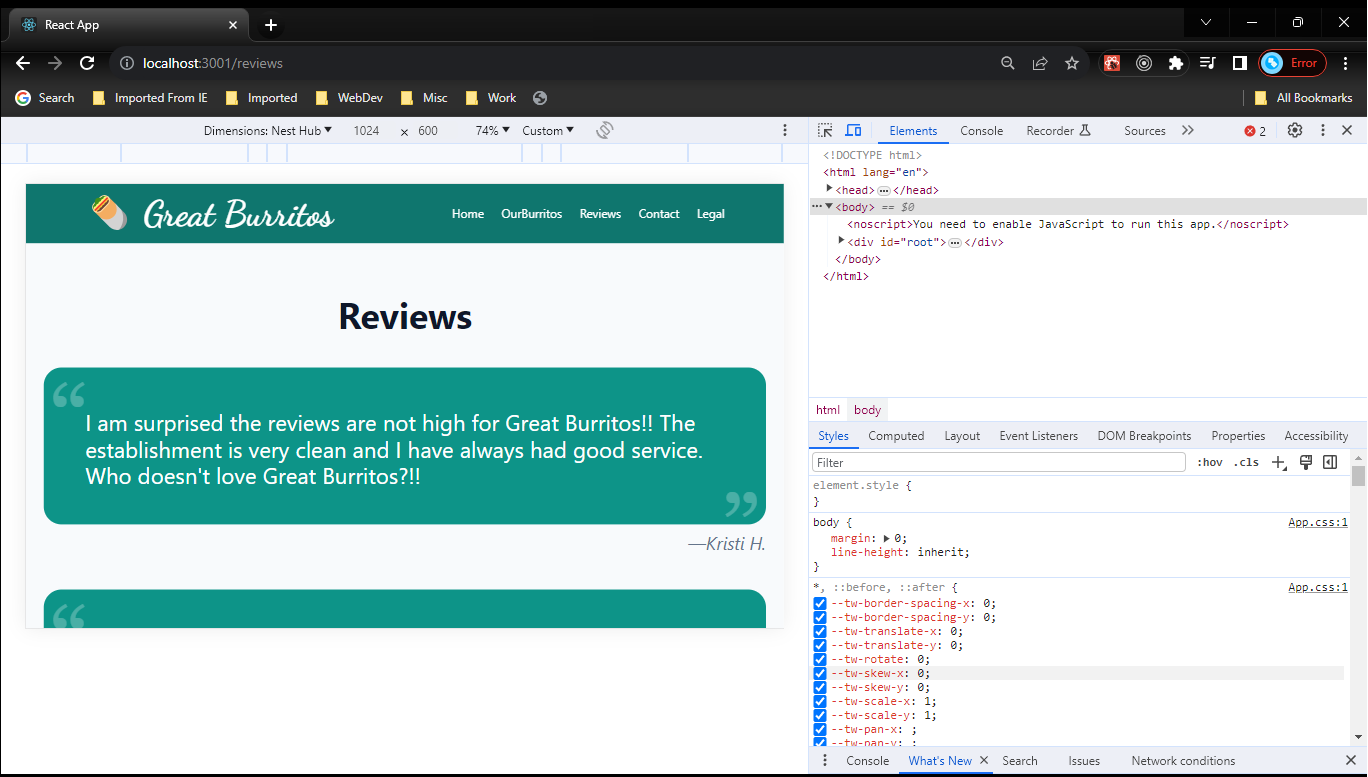 React App
localhost:3001/reviews
Error
Search Imported From IE Imported WebDev Misc Work All Bookmarks
Dimensions: Nest Hub 1024 x 600 74% Custom
Elements Console Recorder Sources 2
Great Burritos
Home OurBurritos Reviews Contact Legal
Reviews
“
I am surprised the reviews are not high for Great Burritos!! The
establishment is very clean and I have always had good service.
Who doesn't love Great Burritos?!!
”
—Kristi H.
“
<!DOCTYPE html>
<html lang="en">
<head> … </head>
… <body> == $0
<noscript>You need to enable JavaScript to run this app.</noscript>
<div id="root"> … </div>
</body>
</html>
html body
Styles Computed Layout Event Listeners DOM Breakpoints Properties Accessibility
Filter :hov .cls
element.style {
}
body { App.css:1
margin: 0;
line-height: inherit;
}
*, ::before, ::after { App.css:1
--tw-border-spacing-x: 0;
--tw-border-spacing-y: 0;
--tw-translate-x: 0;
--tw-translate-y: 0;
--tw-rotate: 0;
--tw-skew-x: 0;
--tw-skew-y: 0;
--tw-scale-x: 1;
--tw-scale-y: 1;
--tw-pan-x: ;
--tw-pan-y: ;
Console What's New Search Issues Network conditions